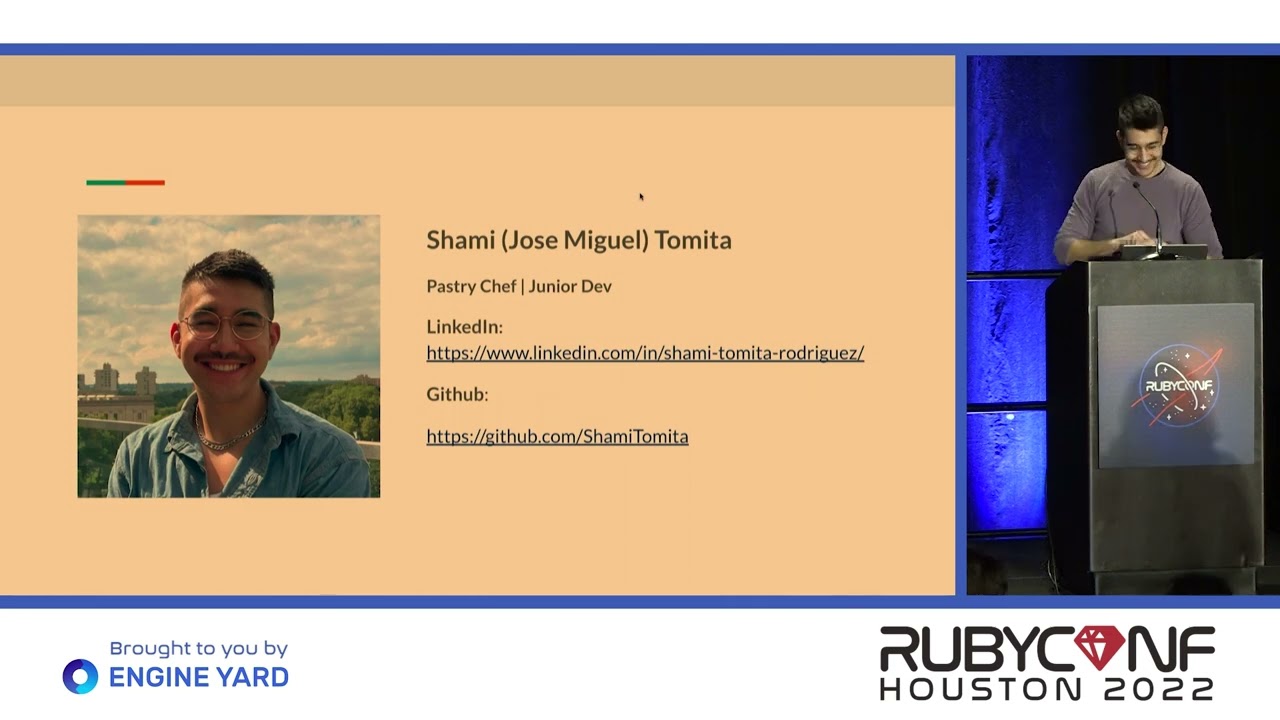 Shami (Jose Miguel) Tomita
Pastry Chef | Junior Dev
LinkedIn:
https://www.linkedin.com/in/shami-tomita-rodriguez/
Github:
https://github.com/ShamiTomita
RUBYCONF
Brought to you by
ENGINE YARD
RUBYCONF
HOUSTON 2022